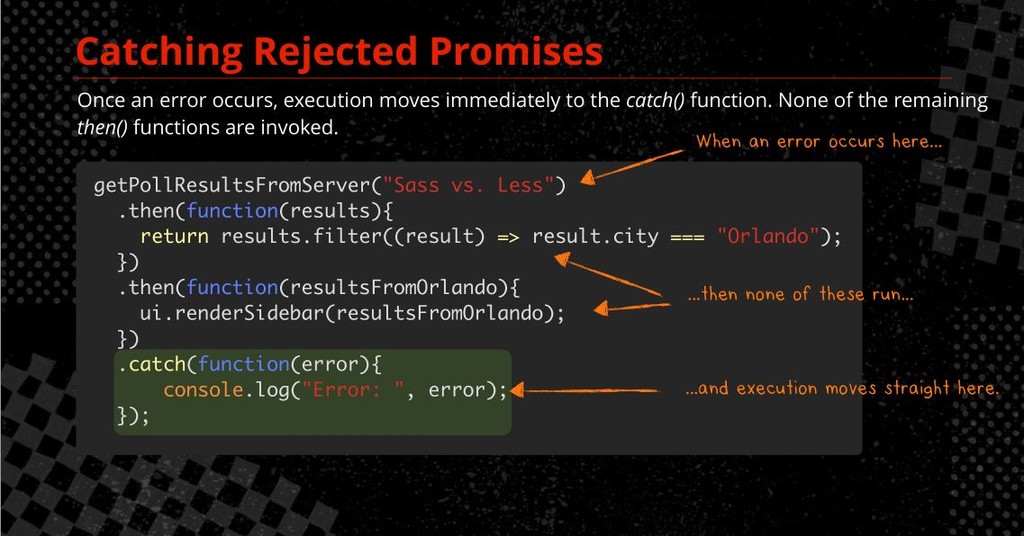 Catching Rejected Promises
Once an error occurs, execution moves immediately to the catch() function. None of the remaining
then() functions are invoked.
When an error occurs here...
getPollResultsFromServer("Sass vs. Less")
.then(function(results){
return results.filter((result) => result.city === "Orlando");
})
.then(function(resultsFromOrlando){
...then none of these run...
ui.renderSidebar(resultsFromOrlando);
})
.catch(function(error){
console.log("Error: ", error);
...and execution moves straight here.
});